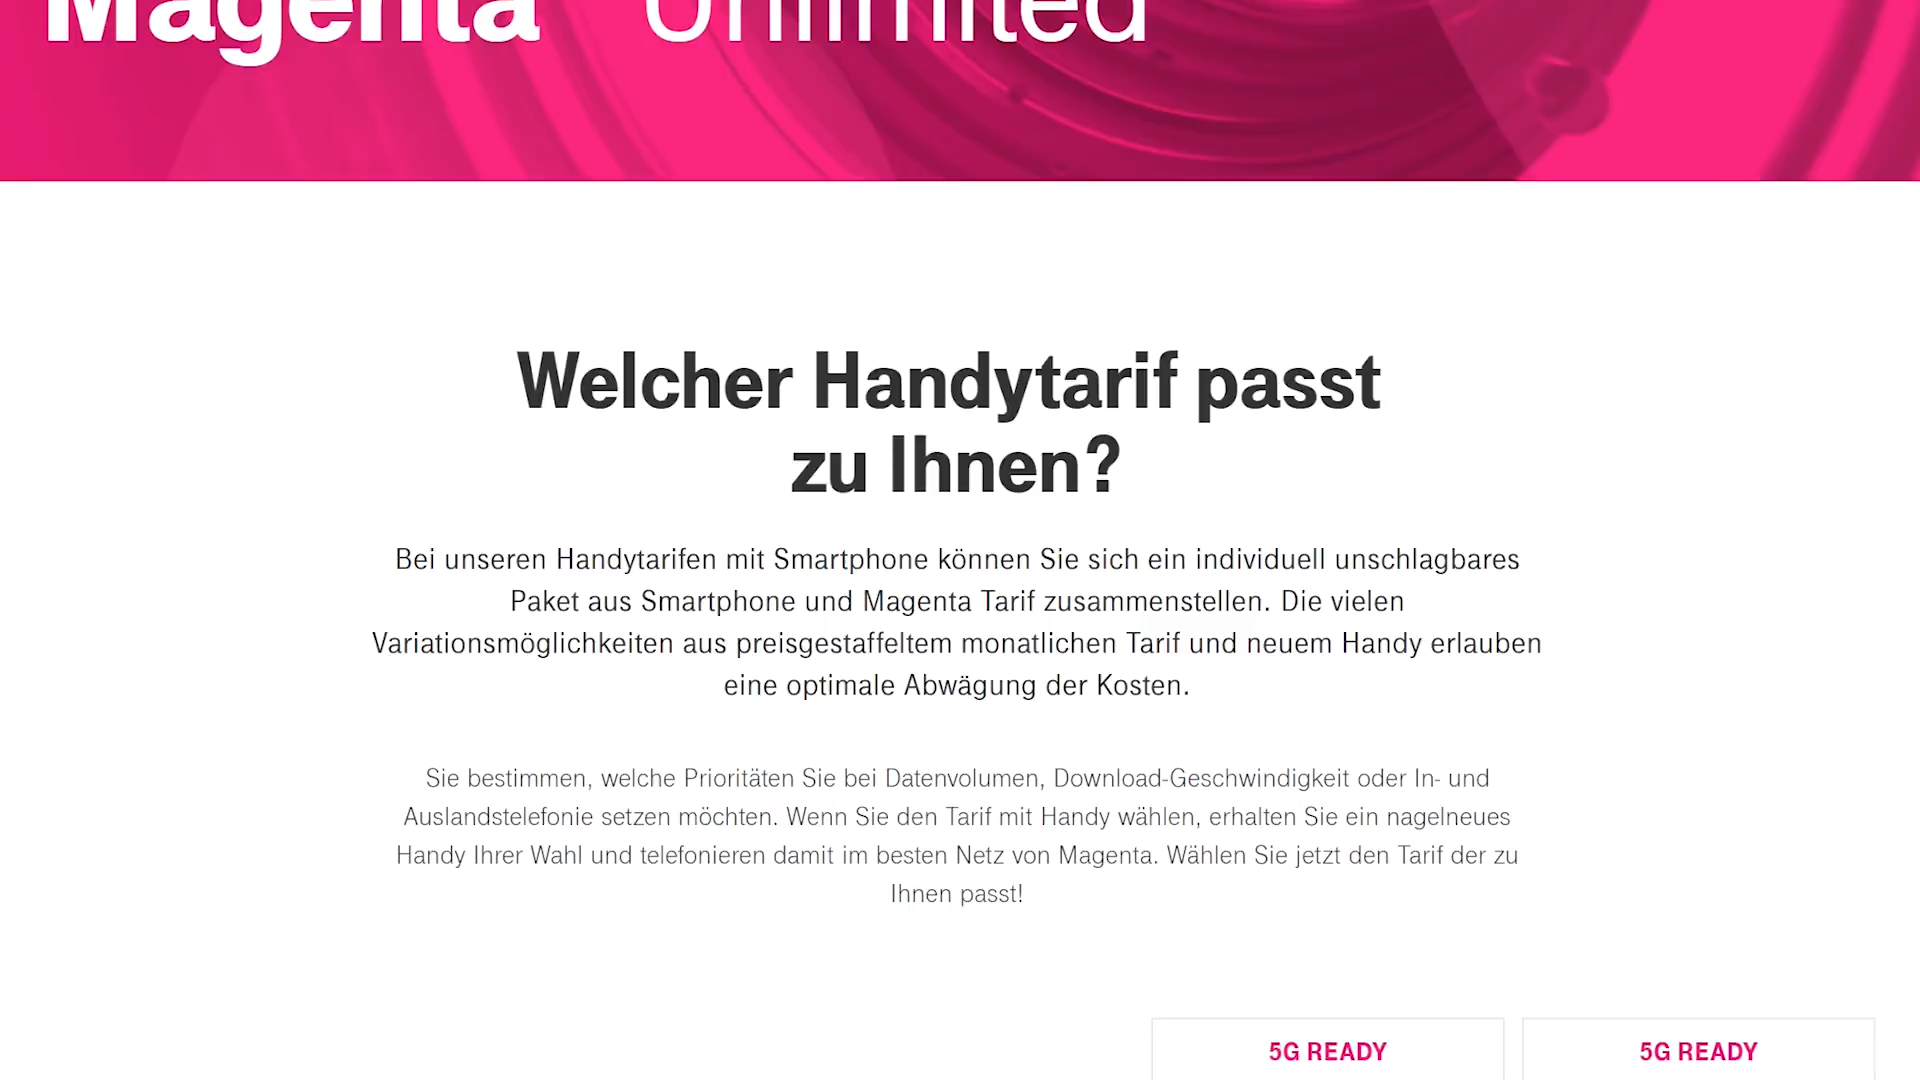 Magenta Unlimited
Welcher Handytarif passt
zu Ihnen?
Bei unseren Handytarifen mit Smartphone können Sie sich ein individuell unschlagbares
Paket aus Smartphone und Magenta Tarif zusammenstellen. Die vielen
Variationsmöglichkeiten aus preisgestaffeltem monatlichen Tarif und neuem Handy erlauben
eine optimale Abwägung der Kosten.
Sie bestimmen, welche Prioritäten Sie bei Datenvolumen, Download-Geschwindigkeit oder In- und
Auslandstelefonie setzen möchten. Wenn Sie den Tarif mit Handy wählen, erhalten Sie ein nagelneues
Handy Ihrer Wahl und telefonieren damit im besten Netz von Magenta. Wählen Sie jetzt den Tarif der zu
Ihnen passt!
5G READY
5G READY